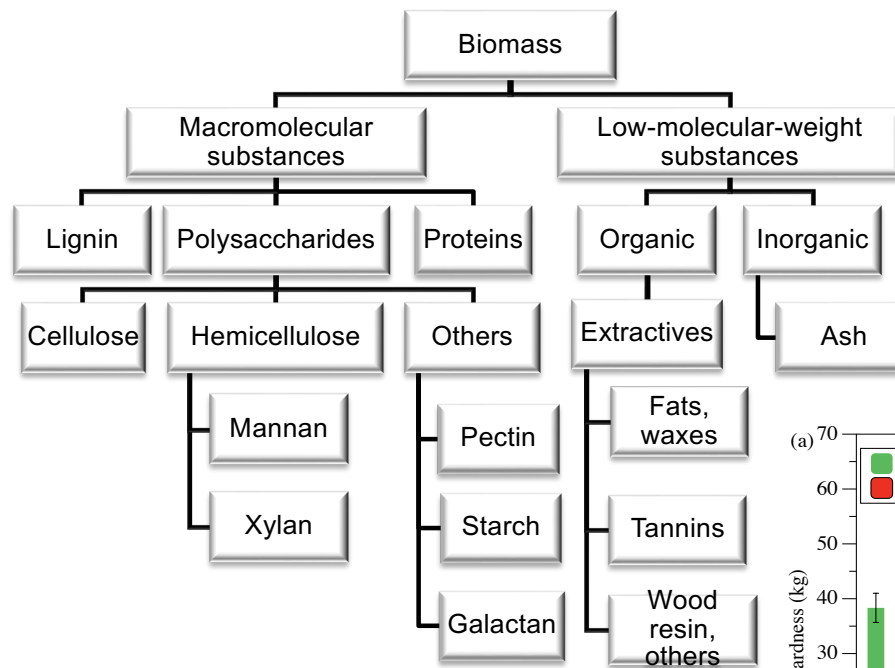 Biomass
Macromolecular
substances
Low-molecular-weight
substances
Lignin
Polysaccharides
Proteins
Organic
Inorganic
Cellulose
Hemicellulose
Others
Extractives
Ash
Mannan
Xylan
Pectin
Starch
Galactan
Fats,
waxes
Tannins
Wood
resin,
others
(a)
70
60
50
40
30
(kg)